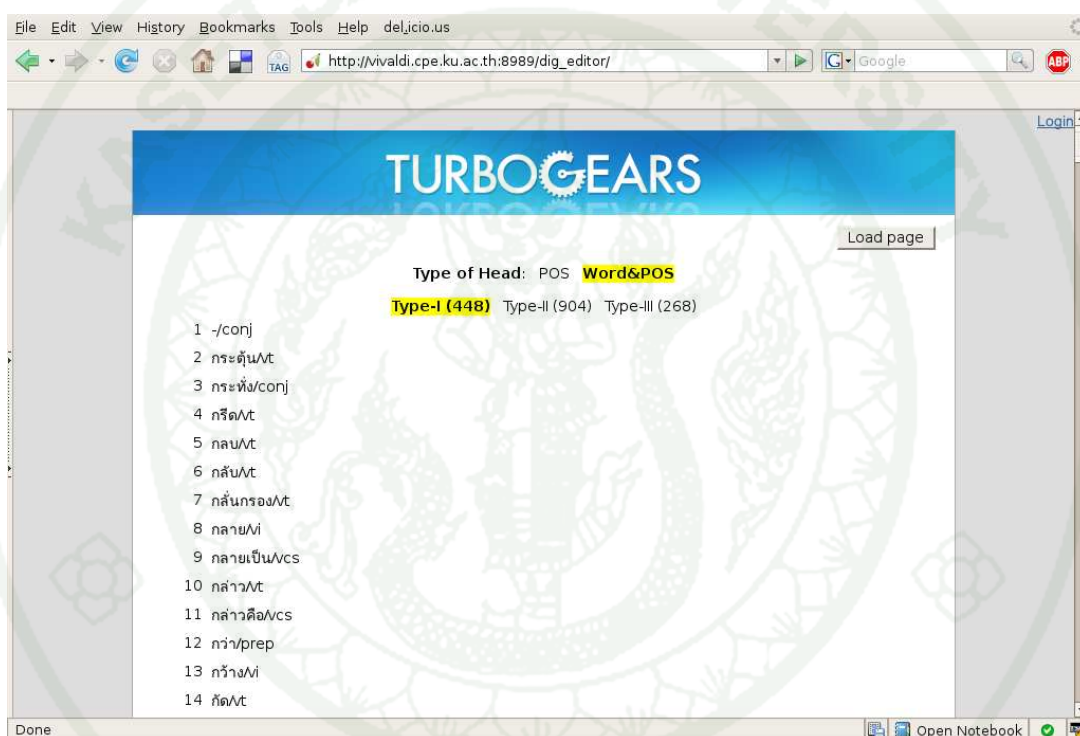 File Edit View History Bookmarks Tools Help del.icio.us
TAG http://vivaldi.cpe.ku.ac.th:8989/dig_editor/ G Google ABP
Login
TURBOGEARS
Load page
Type of Head: POS Word&POS
Type-I (448) Type-II (904) Type-III (268)
1 -/conj
2 กระตุ้น/vt
3 กระทั่ง/conj
4 กรีด/vt
5 กลบ/vt
6 กลับ/vt
7 กลั่นกรอง/vt
8 กลาย/vi
9 กลายเป็น/vcs
10 กล่าว/vt
11 กล่าวคือ/vcs
12 กว่า/prep
13 กว้าง/vi
14 กัด/vt
Done Open Notebook